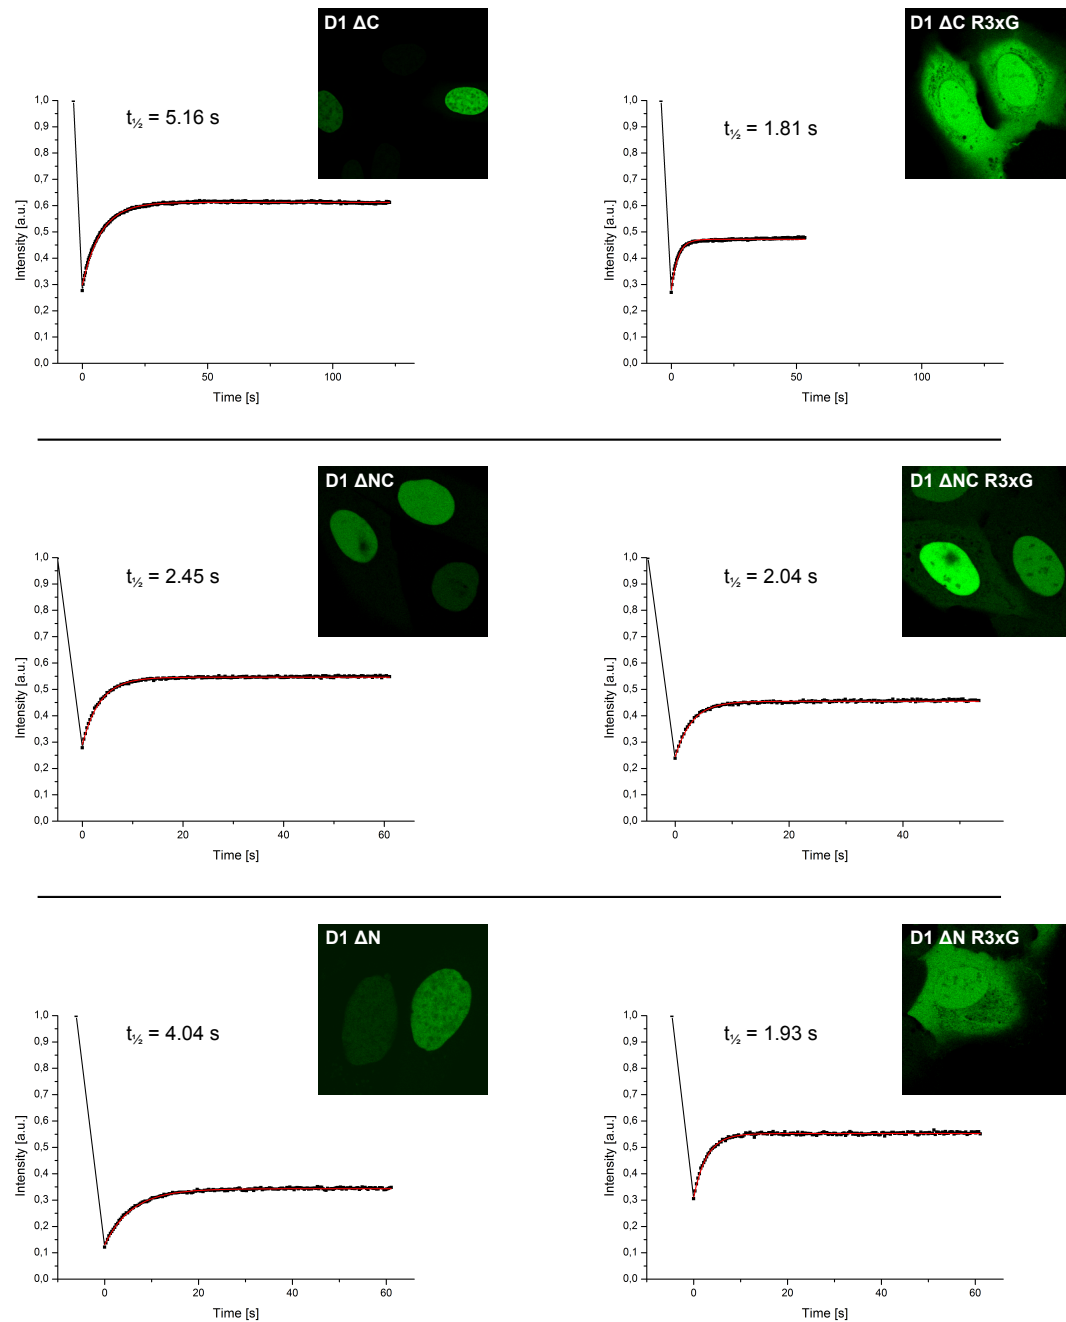 D1 ΔC
t½ = 5.16 s
Intensity [a.u.]
1,0
0,9
0,8
0,7
0,6
0,5
0,4
0,3
0,2
0,1
0,0
0 50 100
Time [s]
D1 ΔC R3xG
t½ = 1.81 s
Intensity [a.u.]
1,0
0,9
0,8
0,7
0,6
0,5
0,4
0,3
0,2
0,1
0,0
0 50 100
Time [s]
D1 ΔNC
t½ = 2.45 s
Intensity [a.u.]
1,0
0,9
0,8
0,7
0,6
0,5
0,4
0,3
0,2
0,1
0,0
0 20 40 60
Time [s]
D1 ΔNC R3xG
t½ = 2.04 s
Intensity [a.u.]
1,0
0,9
0,8
0,7
0,6
0,5
0,4
0,3
0,2
0,1
0,0
0 20 40
Time [s]
D1 ΔN
t½ = 4.04 s
Intensity [a.u.]
1,0
0,9
0,8
0,7
0,6
0,5
0,4
0,3
0,2
0,1
0,0
0 20 40 60
Time [s]
D1 ΔN R3xG
t½ = 1.93 s
Intensity [a.u.]
1,0
0,9
0,8
0,7
0,6
0,5
0,4
0,3
0,2
0,1
0,0
0 20 40 60
Time [s]